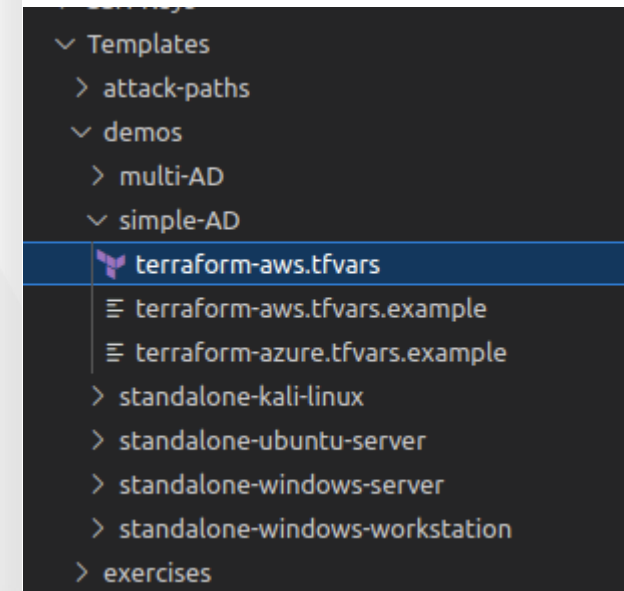 Templates
attack-paths
demos
multi-AD
simple-AD
terraform-aws.tfvars
terraform-aws.tfvars.example
terraform-azure.tfvars.example
standalone-kali-linux
standalone-ubuntu-server
standalone-windows-server
standalone-windows-workstation
exercises